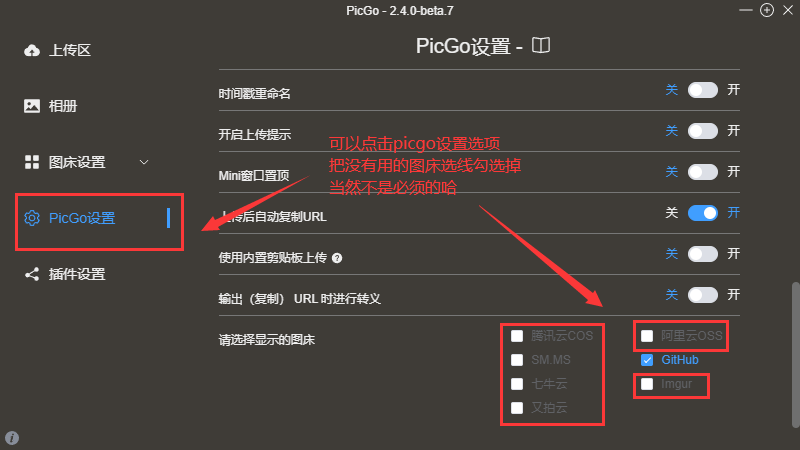 PicGo - 2.4.0-beta.7
PicGo设置 -
上传区
相册
图床设置
PicGo设置
插件设置
时间戳重命名 关 开
开启上传提示 关 开
Mini窗口置顶 关 开
上传后自动复制URL 关 开
使用内置剪贴板上传 关 开
输出（复制） URL 时进行转义 关 开
请选择显示的图床
腾讯云COS 阿里云OSS
SM.MS GitHub
七牛云 Imgur
又拍云
可以点击picgo设置选项
把没有用的图床选线勾选掉
当然不是必须的哈